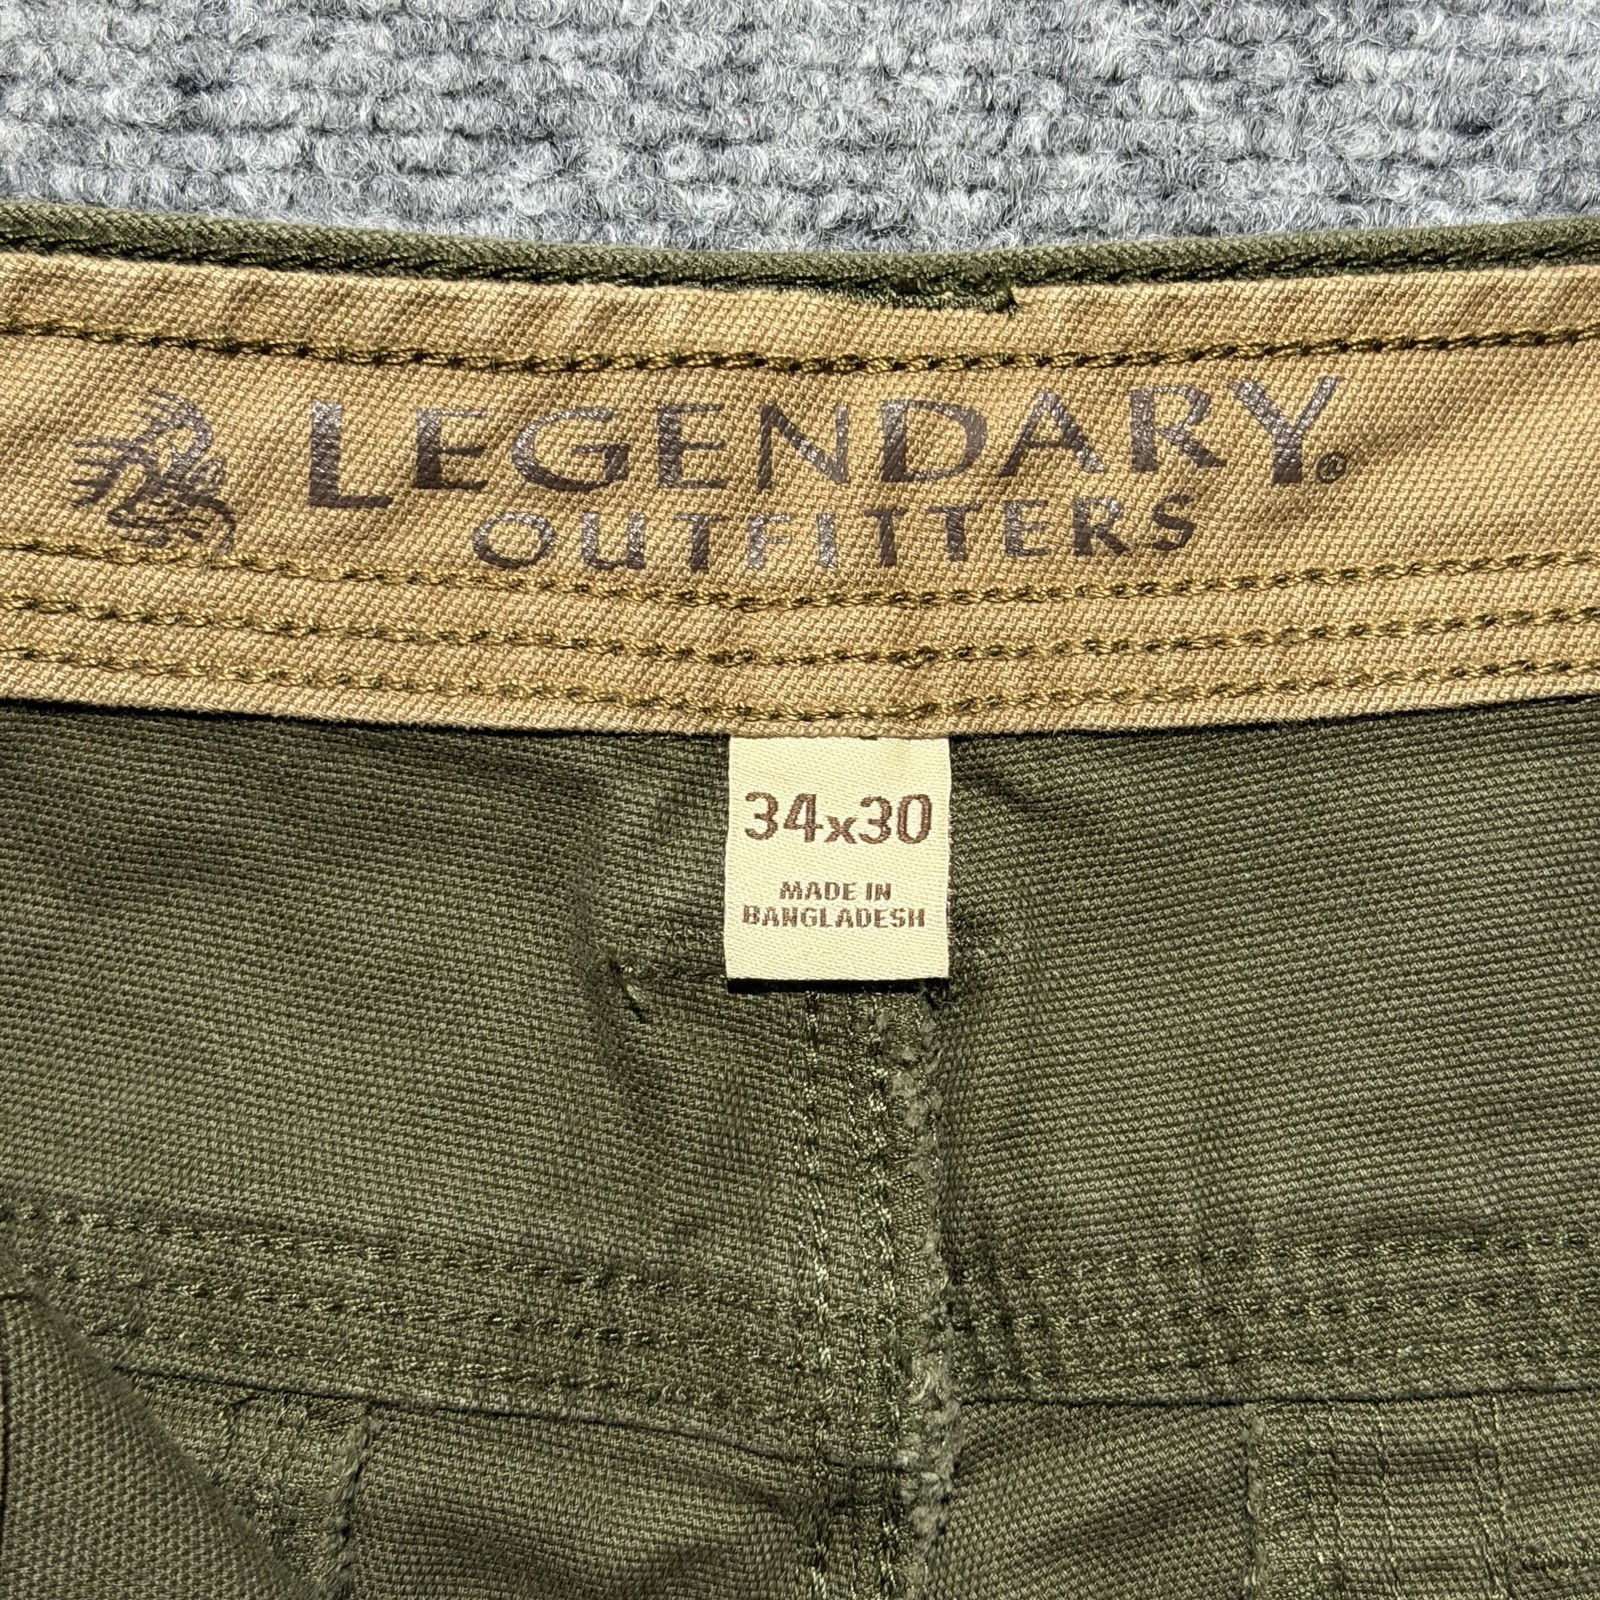 LEGENDARY®
OUTFITTERS
34x30
MADE IN
BANGLADESH